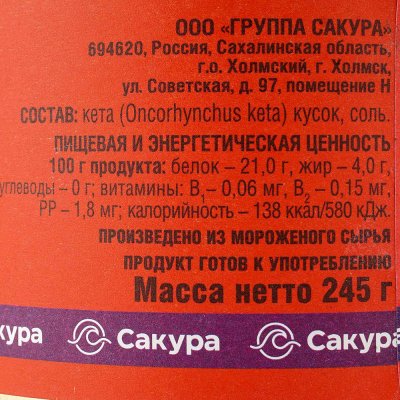 ООО «ГРУППА САКУРА»
694620, Россия, Сахалинская область,
г.о. Холмский, г. Холмск,
ул. Советская, д. 97, помещение Н
СОСТАВ: кета (Oncorhynchus keta) кусок, соль.
ПИЩЕВАЯ И ЭНЕРГЕТИЧЕСКАЯ ЦЕННОСТЬ
100 г продукта: белок – 21,0 г, жир – 4,0 г,
углеводы – 0 г; витамины: B₁– 0,06 мг, B₂ – 0,15 мг,
PP – 1,8 мг; калорийность – 138 ккал/580 кДж.
ПРОИЗВЕДЕНО ИЗ МОРОЖЕНОГО СЫРЬЯ
ПРОДУКТ ГОТОВ К УПОТРЕБЛЕНИЮ
Масса нетто 245 г
кура Сакура Сакура